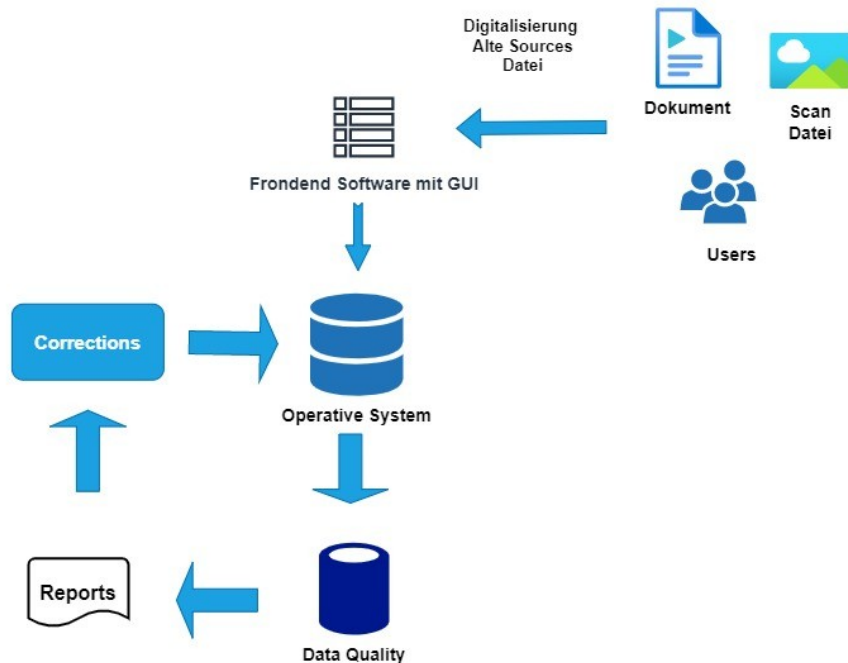 Digitalisierung
Alte Sources
Datei
Dokument
Scan
Datei
Frondend Software mit GUI
Users
Corrections
Operative System
Reports
Data Quality